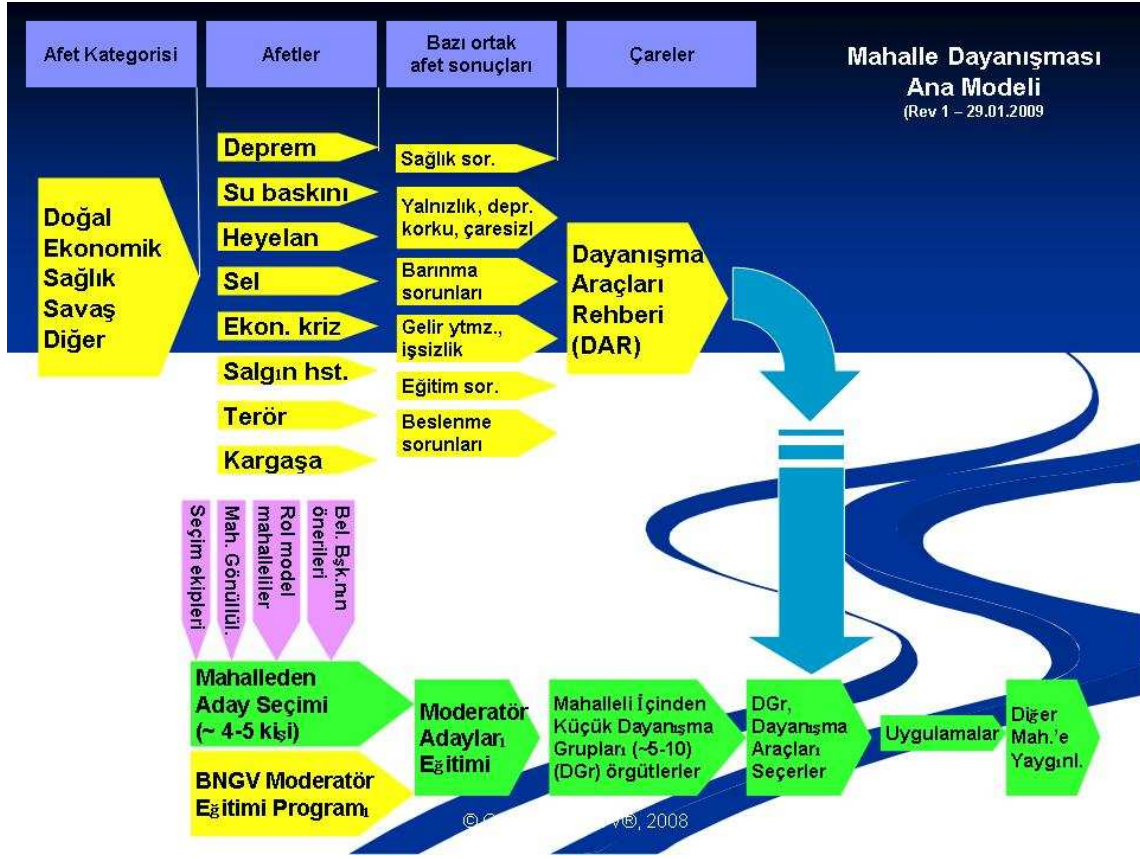 Afet Kategorisi
Afetler
Bazı ortak
afet sonuçları
Çareler
Mahalle Dayanışması
Ana Modeli
(Rev 1 – 29.01.2009
Doğal
Ekonomik
Sağlık
Savaş
Diğer
Deprem
Su baskını
Heyelan
Sel
Ekon. kriz
Salgın hst.
Terör
Kargaşa
Sağlık sor.
Yalnızlık, depr.
korku, çaresizl
Barınma
sorunları
Gelir ytmz.,
işsizlik
Eğitim sor.
Beslenme
sorunları
Dayanışma
Araçları
Rehberi
(DAR)
Seçim ekipleri
Mah. Gönüllül.
Rol model
mahalleliler
Bel. Bşk.nın
önerileri
Mahalleden
Aday Seçimi
(~ 4-5 kişi)
BNGV Moderatör
Eğitimi Programı
Moderatör
Adayları
Eğitimi
Mahalleli İçinden
Küçük Dayanışma
Grupları (~5-10)
(DGr) örgütlerler
DGr,
Dayanışma
Araçları
Seçerler
Uygulamalar
Diğer
Mah.'e
Yaygınl.
®, 2008